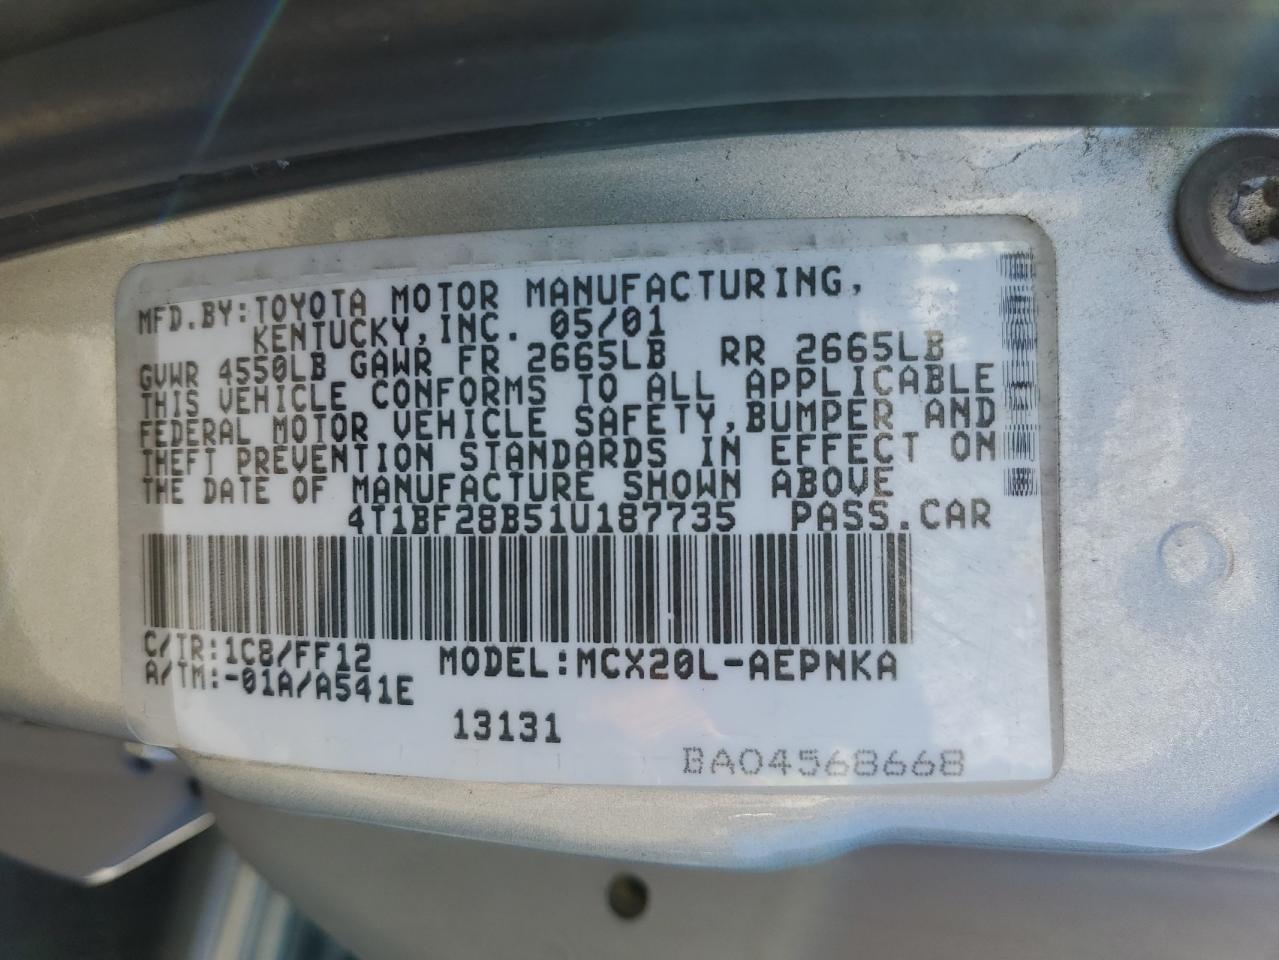 MFD.BY:TOYOTA MOTOR MANUFACTURING,
KENTUCKY,INC. 05/01
GVWR 4550LB GAWR FR 2665LB RR 2665LB
THIS VEHICLE CONFORMS TO ALL APPLICABLE
FEDERAL MOTOR VEHICLE SAFETY,BUMPER AND
THEFT PREVENTION STANDARDS IN EFFECT ON
THE DATE OF MANUFACTURE SHOWN ABOVE
4T1BF28B51U187735 PASS.CAR
C/TR:1C8/FF12 MODEL:MCX20L-AEPNKA
A/TM:-01A/A541E
13131
BA04568668